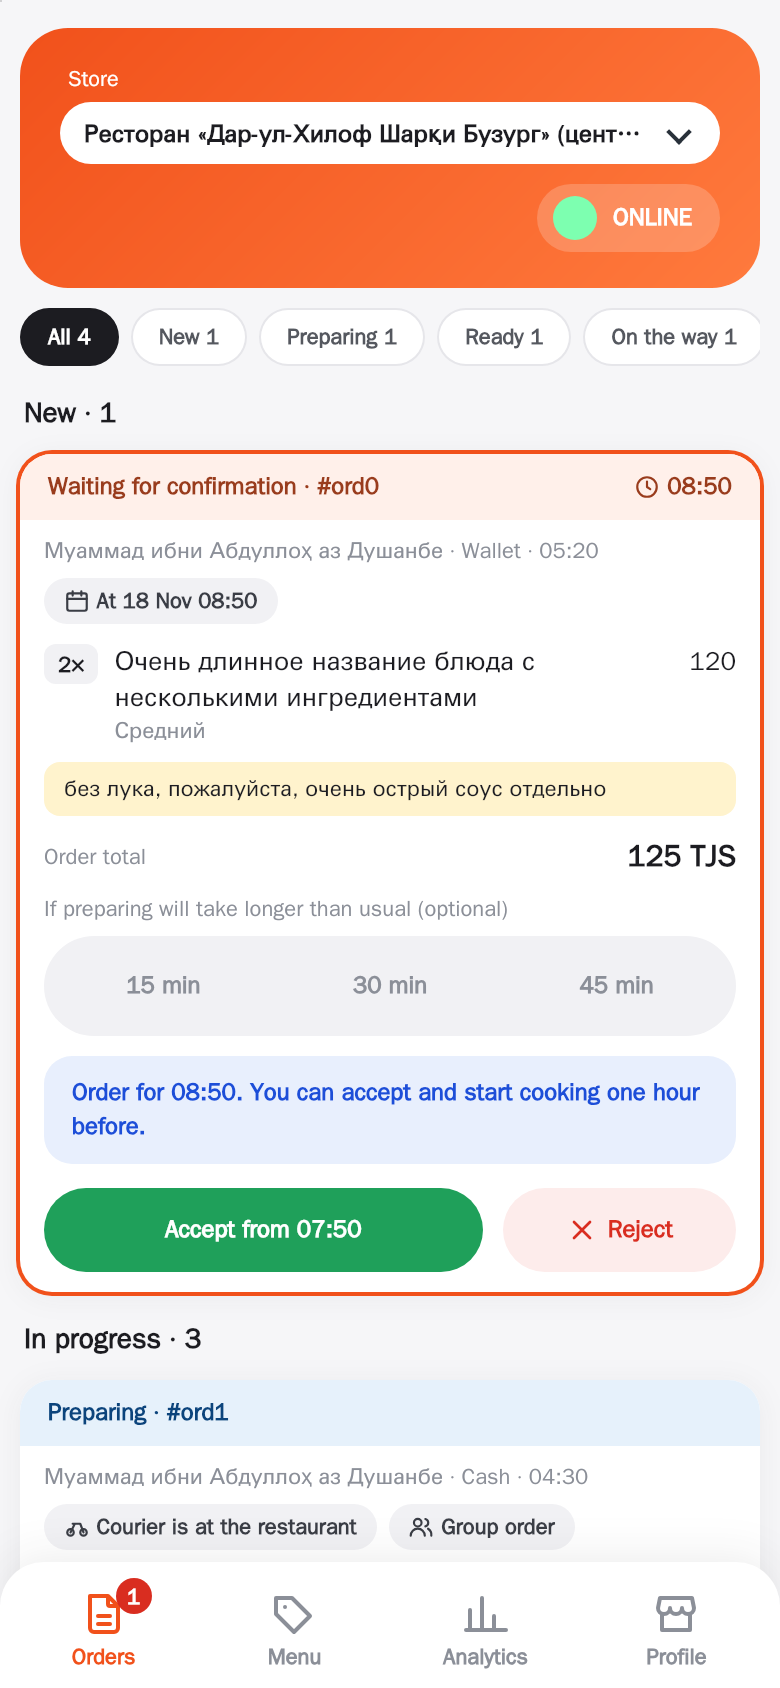 Store
Ресторан «Дар-ул-Хилоф Шарқи Бузург» (цент···
ONLINE
All 4
New 1
Preparing 1
Ready 1
On the way 1
New · 1
Waiting for confirmation · #ord0
08:50
Муаммад ибни Абдуллоҳ аз Душанбе · Wallet · 05:20
At 18 Nov 08:50
2×
Очень длинное название блюда с
120
несколькими ингредиентами
Средний
без лука, пожалуйста, очень острый соус отдельно
Order total
125 TJS
If preparing will take longer than usual (optional)
15 min
30 min
45 min
Order for 08:50. You can accept and start cooking one hour
before.
Accept from 07:50
Reject
In progress · 3
Preparing · #ord1
Муаммад ибни Абдуллоҳ аз Душанбе · Cash · 04:30
Courier is at the restaurant
Group order
1
Orders
Menu
Analytics
Profile